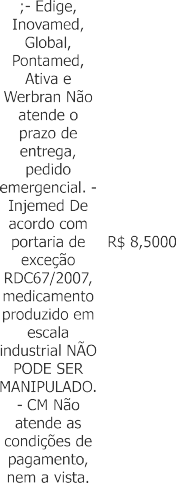 ;- Edige,
Inovamed,
Global,
Pontamed,
Ativa e
Werbran Não
atende o
prazo de
entrega,
pedido
emergencial. -
Injemed De
acordo com
portaria de
exceção
RDC67/2007,
medicamento
produzido em
escala
industrial NÃO
PODE SER
MANIPULADO.
- CM Não
atende as
condições de
pagamento,
nem a vista.
R$ 8,5000